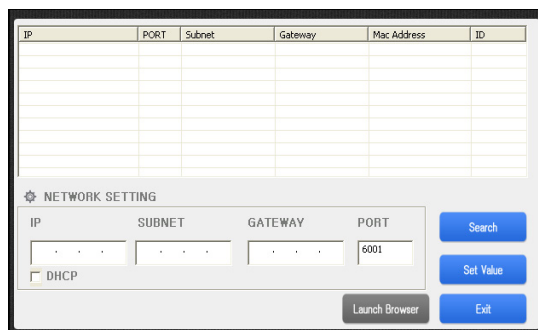 IP PORT Subnet Gateway Mac Address ID
NETWORK SETTING
IP SUBNET GATEWAY PORT
. . . . . . . . . 6001
DHCP
Search
Set Value
Launch Browser Exit